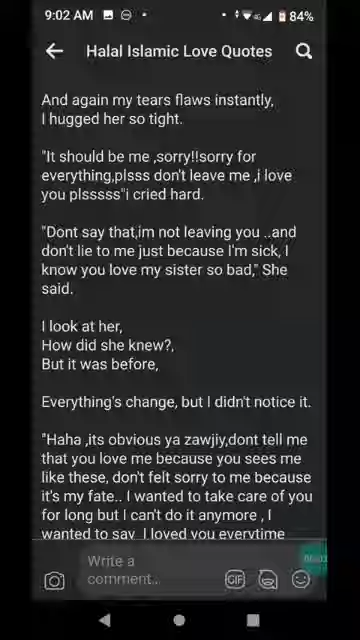 9:02 AM
4G 84%
Halal Islamic Love Quotes
And again my tears flaws instantly,
I hugged her so tight.
"It should be me ,sorry!!sorry for
everything,plsss don't leave me ,i love
you plsssss"i cried hard.
"Dont say that,im not leaving you ..and
don't lie to me just because I'm sick, I
know you love my sister so bad," She
said.
I look at her,
How did she knew?,
But it was before,
Everything's change, but I didn't notice it.
"Haha ,its obvious ya zawjiy,dont tell me
that you love me because you sees me
like these, don't felt sorry to me because
it's my fate.. I wanted to take care of you
for long but I can't do it anymore , I
wanted to say I loved you everytime
Write a
comment..
GIF